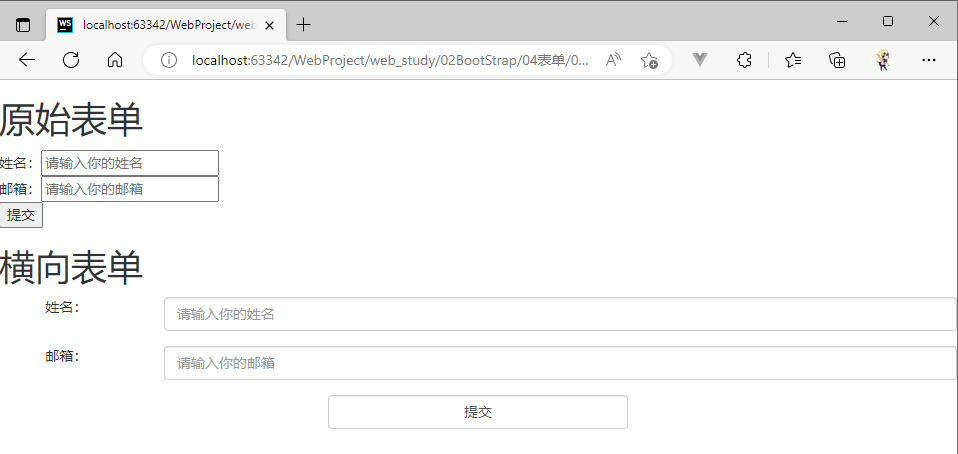 WS localhost:63342/WebProject/web
localhost:63342/WebProject/web_study/02BootStrap/04表单/0...
原始表单
姓名：请输入你的姓名
邮箱：请输入你的邮箱
提交
横向表单
姓名： 请输入你的姓名
邮箱： 请输入你的邮箱
提交